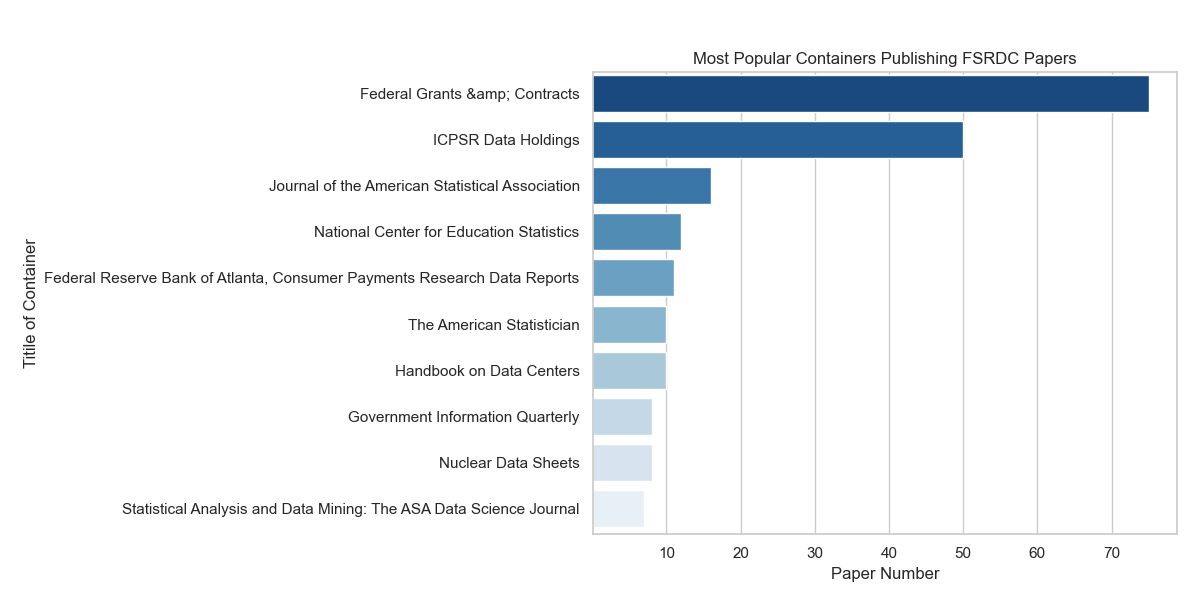 Most Popular Containers Publishing FSRDC Papers
Titile of Container
Federal Grants &amp; Contracts
ICPSR Data Holdings
Journal of the American Statistical Association
National Center for Education Statistics
Federal Reserve Bank of Atlanta, Consumer Payments Research Data Reports
The American Statistician
Handbook on Data Centers
Government Information Quarterly
Nuclear Data Sheets
Statistical Analysis and Data Mining: The ASA Data Science Journal
10 20 30 40 50 60 70
Paper Number